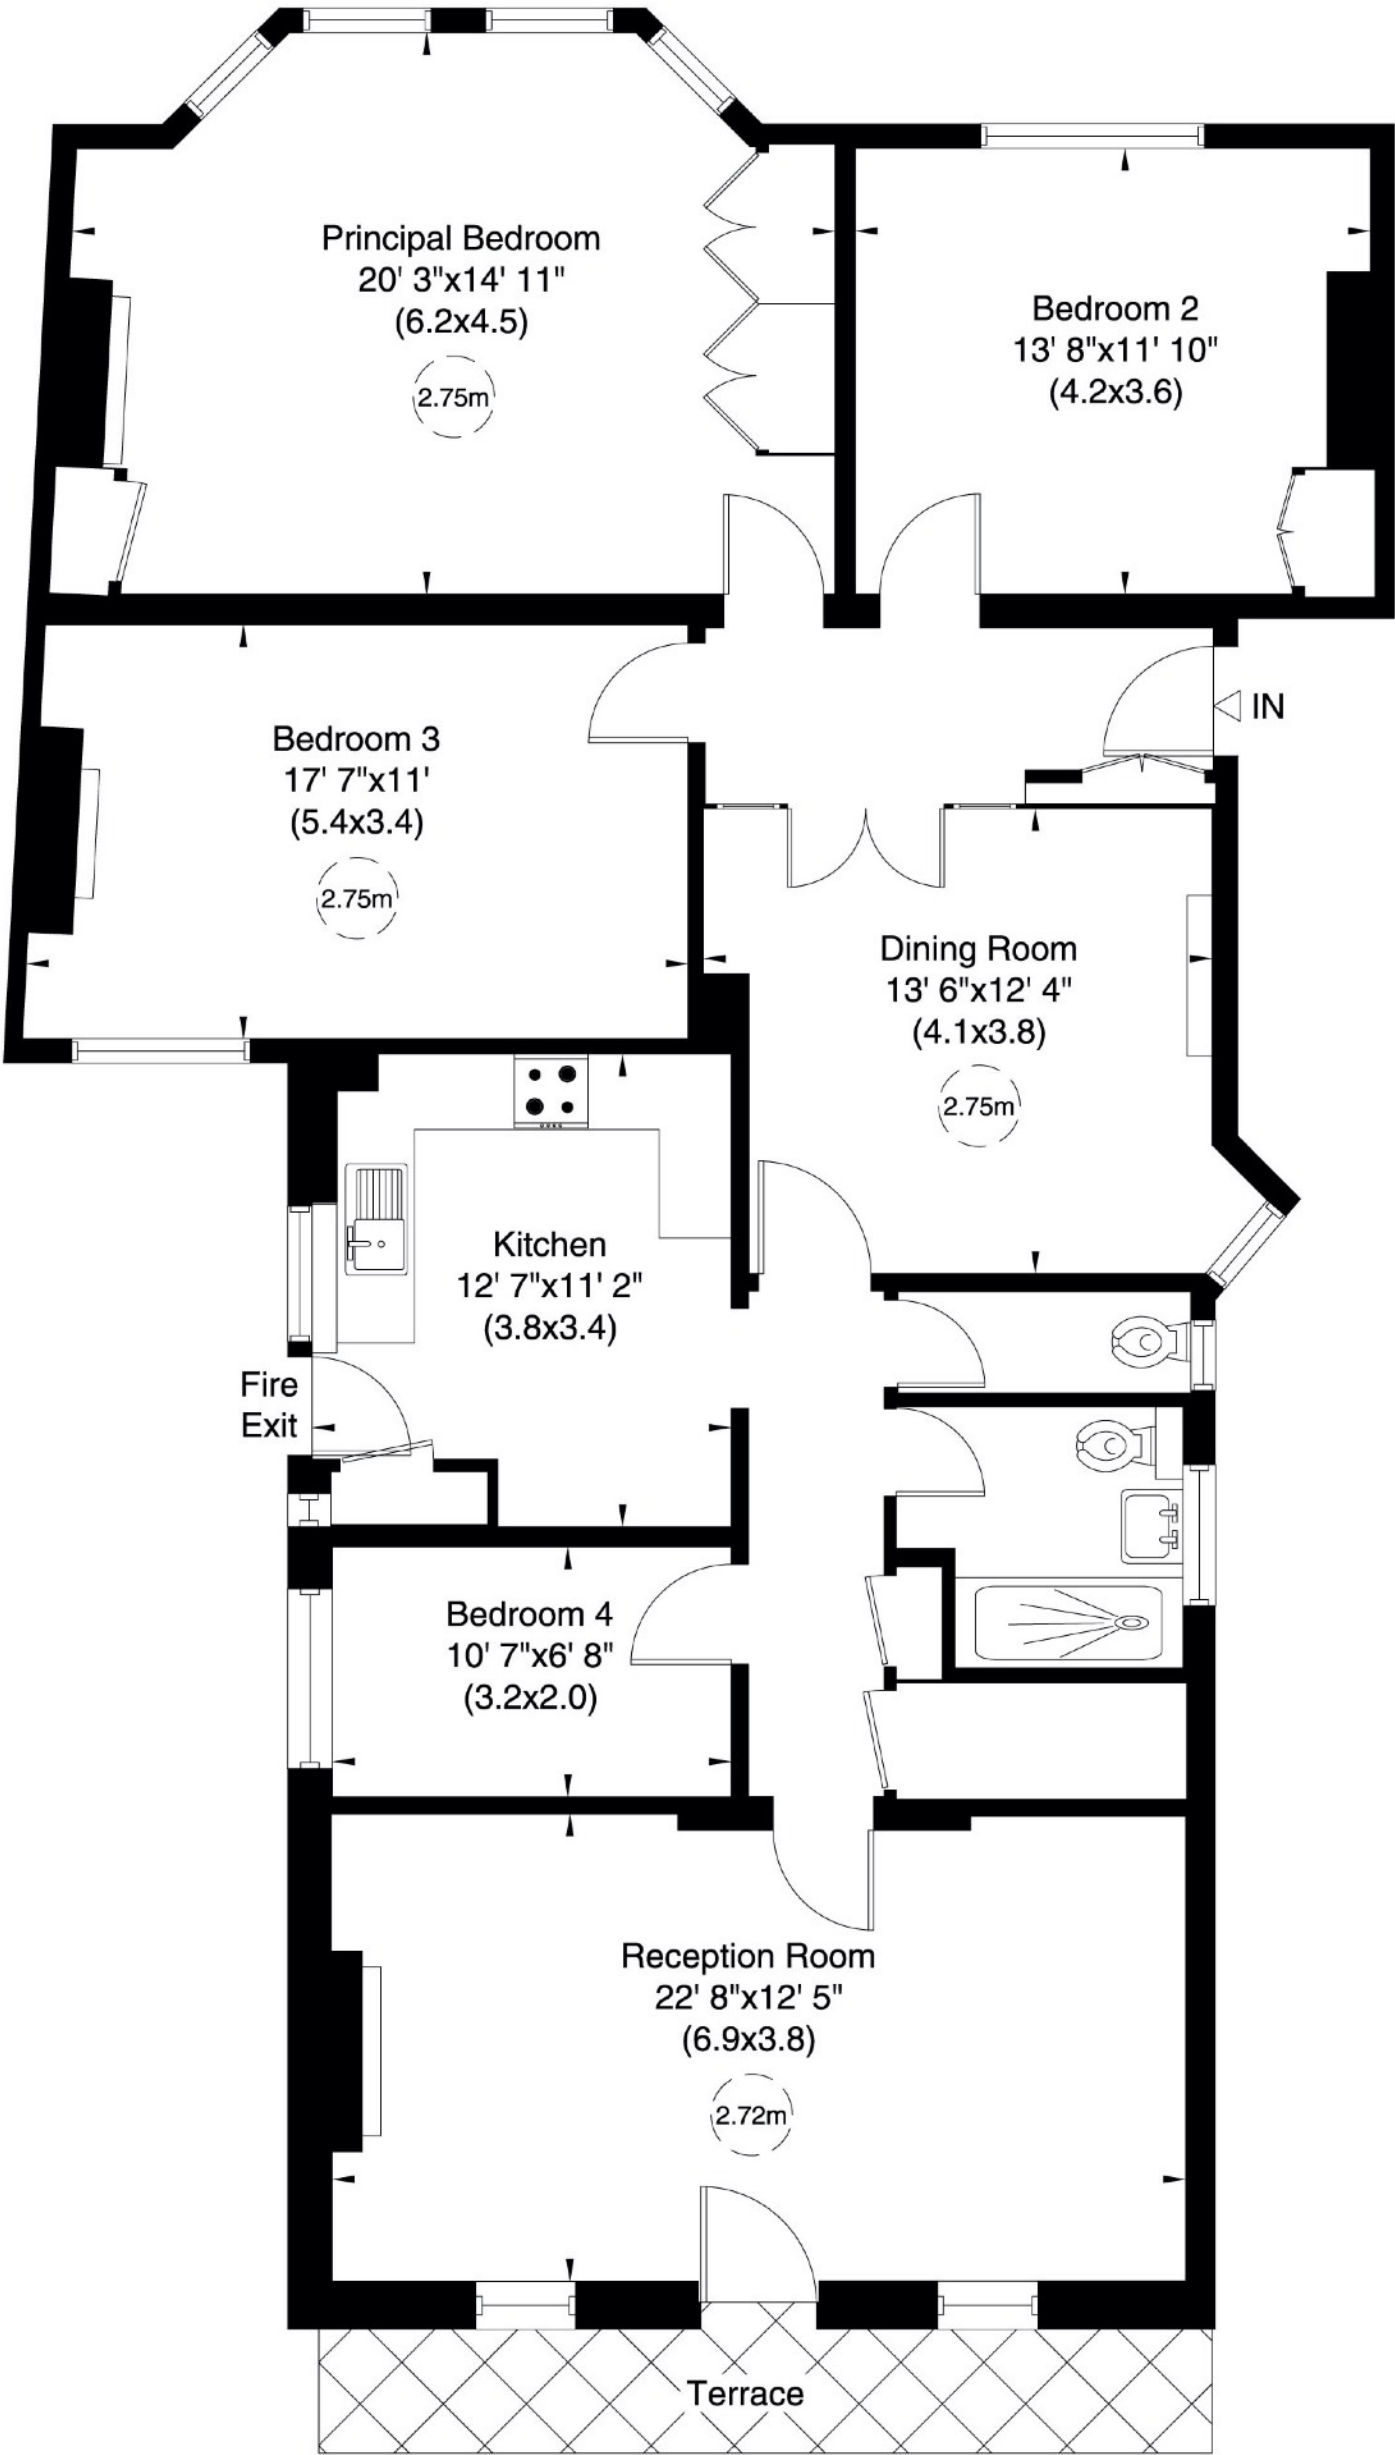 Principal Bedroom
20' 3"x14' 11"
(6.2x4.5)
2.75m
Bedroom 2
13' 8"x11' 10"
(4.2x3.6)
IN
Bedroom 3
17' 7"x11'
(5.4x3.4)
2.75m
Dining Room
13' 6"x12' 4"
(4.1x3.8)
2.75m
Kitchen
12' 7"x11' 2"
(3.8x3.4)
Fire
Exit
Bedroom 4
10' 7"x6' 8"
(3.2x2.0)
Reception Room
22' 8"x12' 5"
(6.9x3.8)
2.72m
Terrace